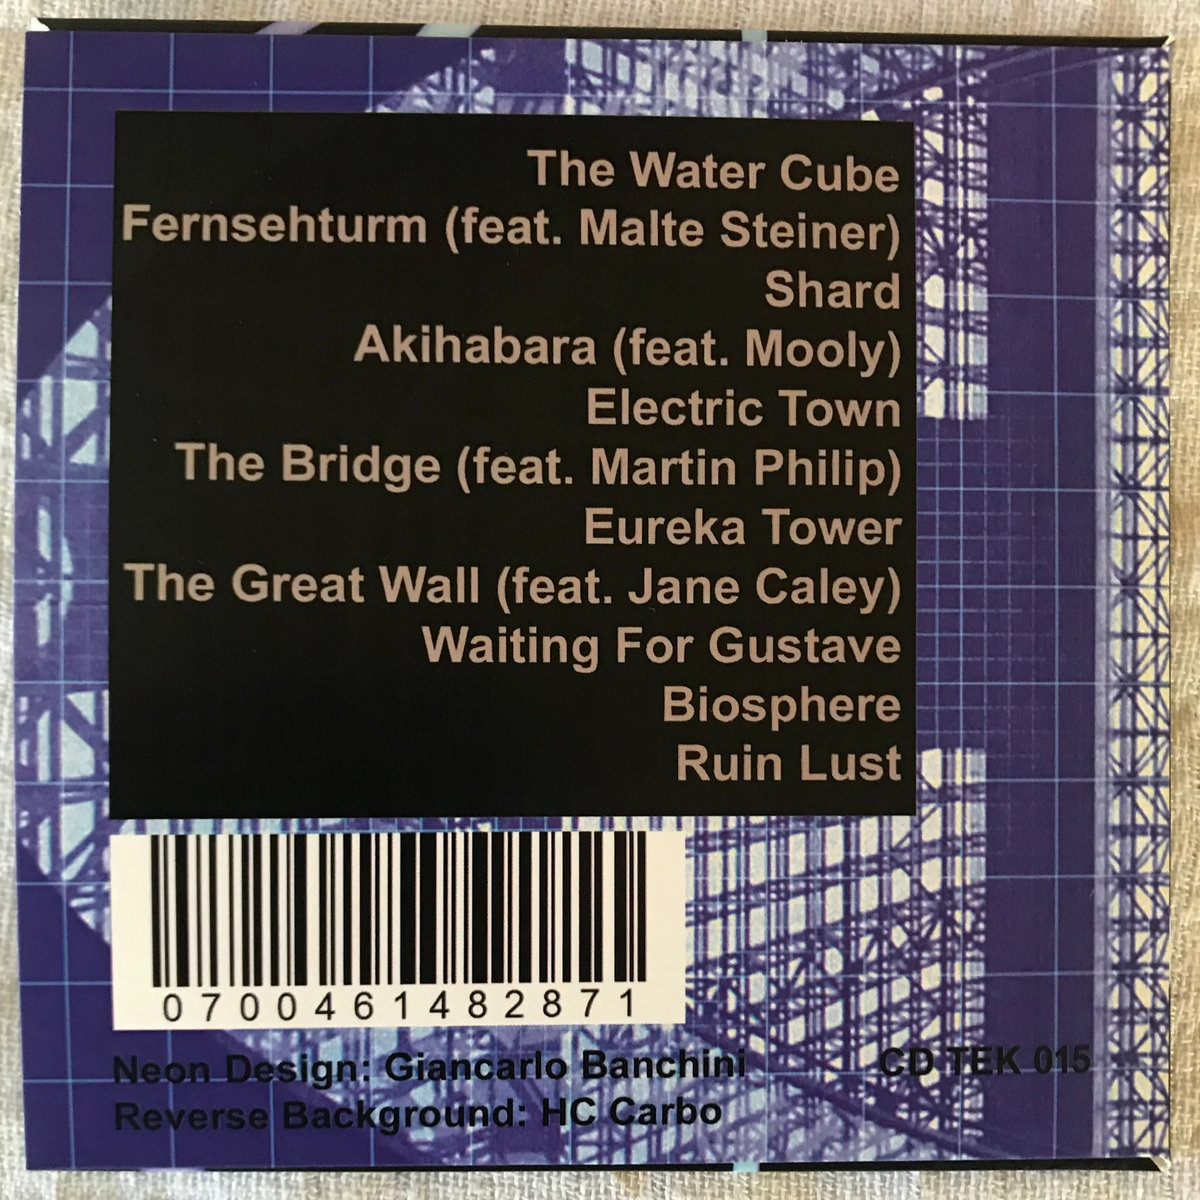 The Water Cube
Fernsehturm (feat. Malte Steiner)
Shard
Akihabara (feat. Mooly)
Electric Town
The Bridge (feat. Martin Philip)
Eureka Tower
The Great Wall (feat. Jane Caley)
Waiting For Gustave
Biosphere
Ruin Lust
0700461482871
Neon Design: Giancarlo Banchini
CD TEK 015
Reverse Background: HC Carbo